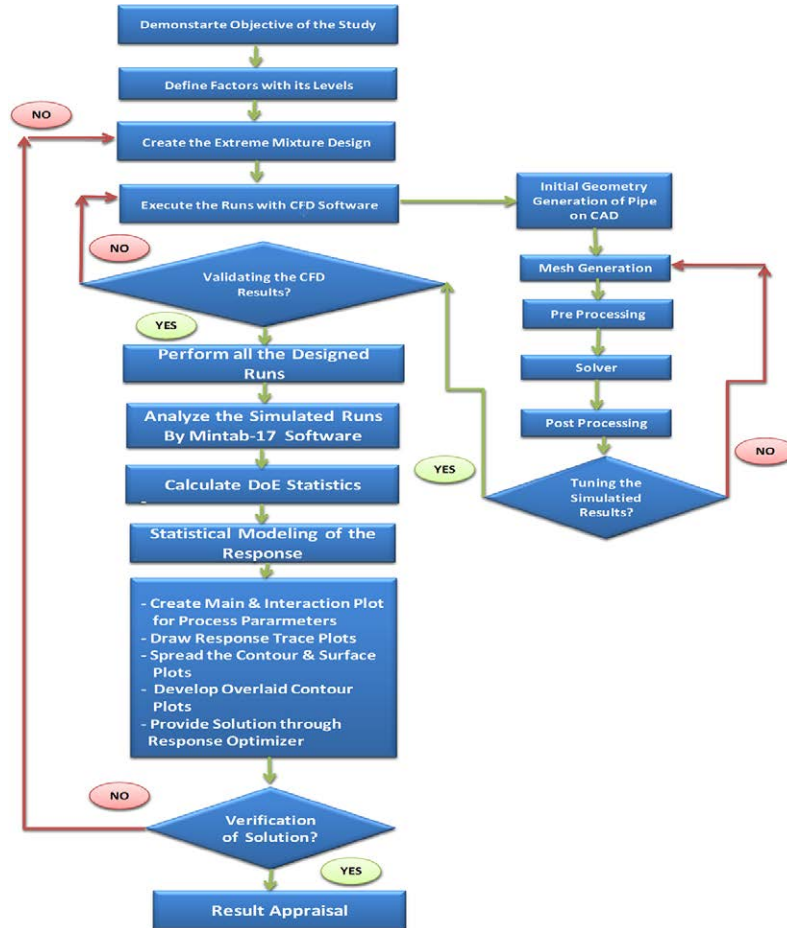 Demonstarte Objective of the Study
Define Factors with its Levels
NO
Create the Extreme Mixture Design
Execute the Runs with CFD Software
Initial Geometry
Generation of Pipe
on CAD
NO
Validating the CFD
Results?
Mesh Generation
YES
Pre Processing
Perform all the Designed
Runs
Solver
Analyze the Simulated Runs
By Mintab-17 Software
Post Processing
NO
YES
Calculate DoE Statistics
-
Tuning the
Simulatied
Results?
Statistical Modeling of the
Response
- Create Main & Interaction Plot
for Process Pararmeters
- Draw Response Trace Plots
- Spread the Contour & Surface
Plots
- Develop Overlaid Contour
Plots
- Provide Solution through
Response Optimizer
NO
Verification
of Solution?
YES
Result Appraisal